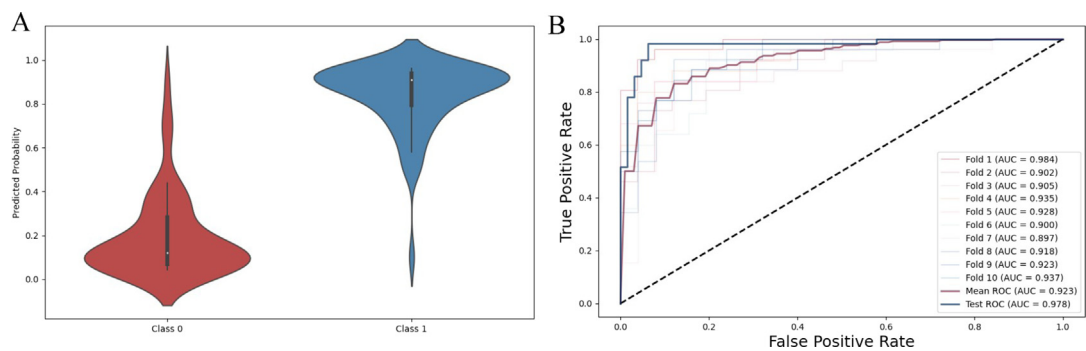 A
Predicted Probability
1.0
0.8
0.6
0.4
0.2
0.0
Class 0
Class 1
B
True Positive Rate
1.0
0.8
0.6
0.4
0.2
0.0
0.0
0.2
0.4
0.6
0.8
1.0
False Positive Rate
Fold 1 (AUC = 0.984)
Fold 2 (AUC = 0.902)
Fold 3 (AUC = 0.905)
Fold 4 (AUC = 0.935)
Fold 5 (AUC = 0.928)
Fold 6 (AUC = 0.900)
Fold 7 (AUC = 0.897)
Fold 8 (AUC = 0.918)
Fold 9 (AUC = 0.923)
Fold 10 (AUC = 0.937)
Mean ROC (AUC = 0.923)
Test ROC (AUC = 0.978)